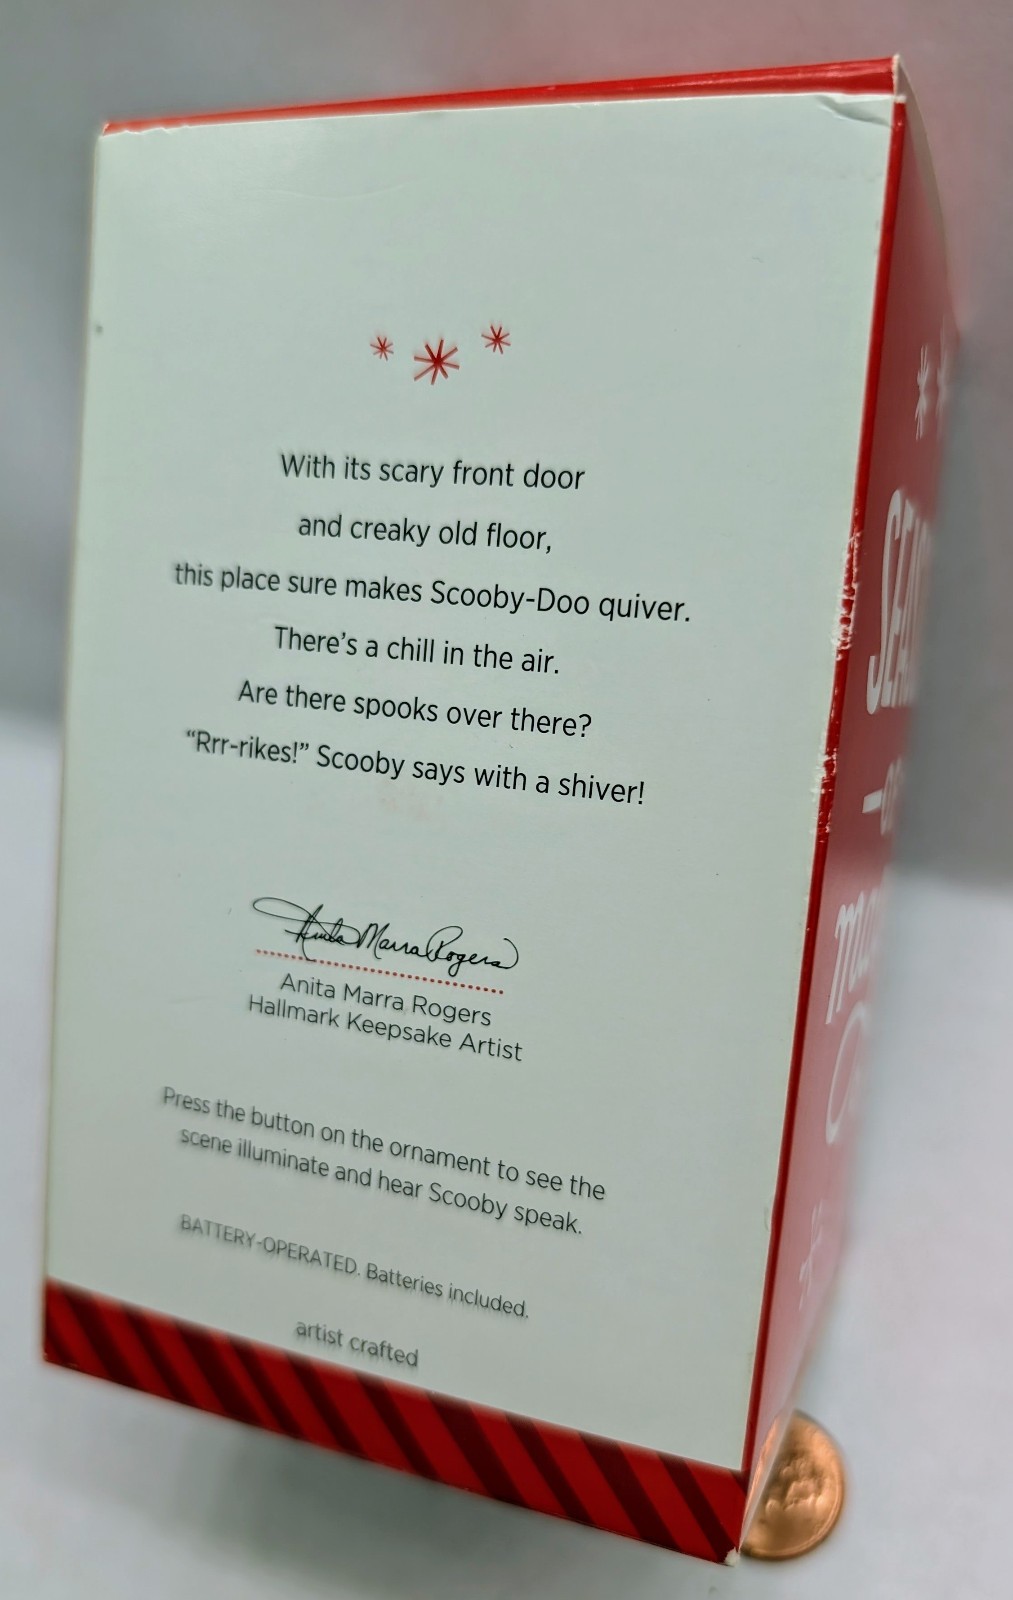 With its scary front door
and creaky old floor,
this place sure makes Scooby-Doo quiver.
There's a chill in the air.
Are there spooks over there?
“Rrr-rikes!” Scooby says with a shiver!
Anita Marra Rogers
Anita Marra Rogers
Hallmark Keepsake Artist
Press the button on the ornament to see the
scene illuminate and hear Scooby speak.
BATTERY-OPERATED. Batteries included.
artist crafted